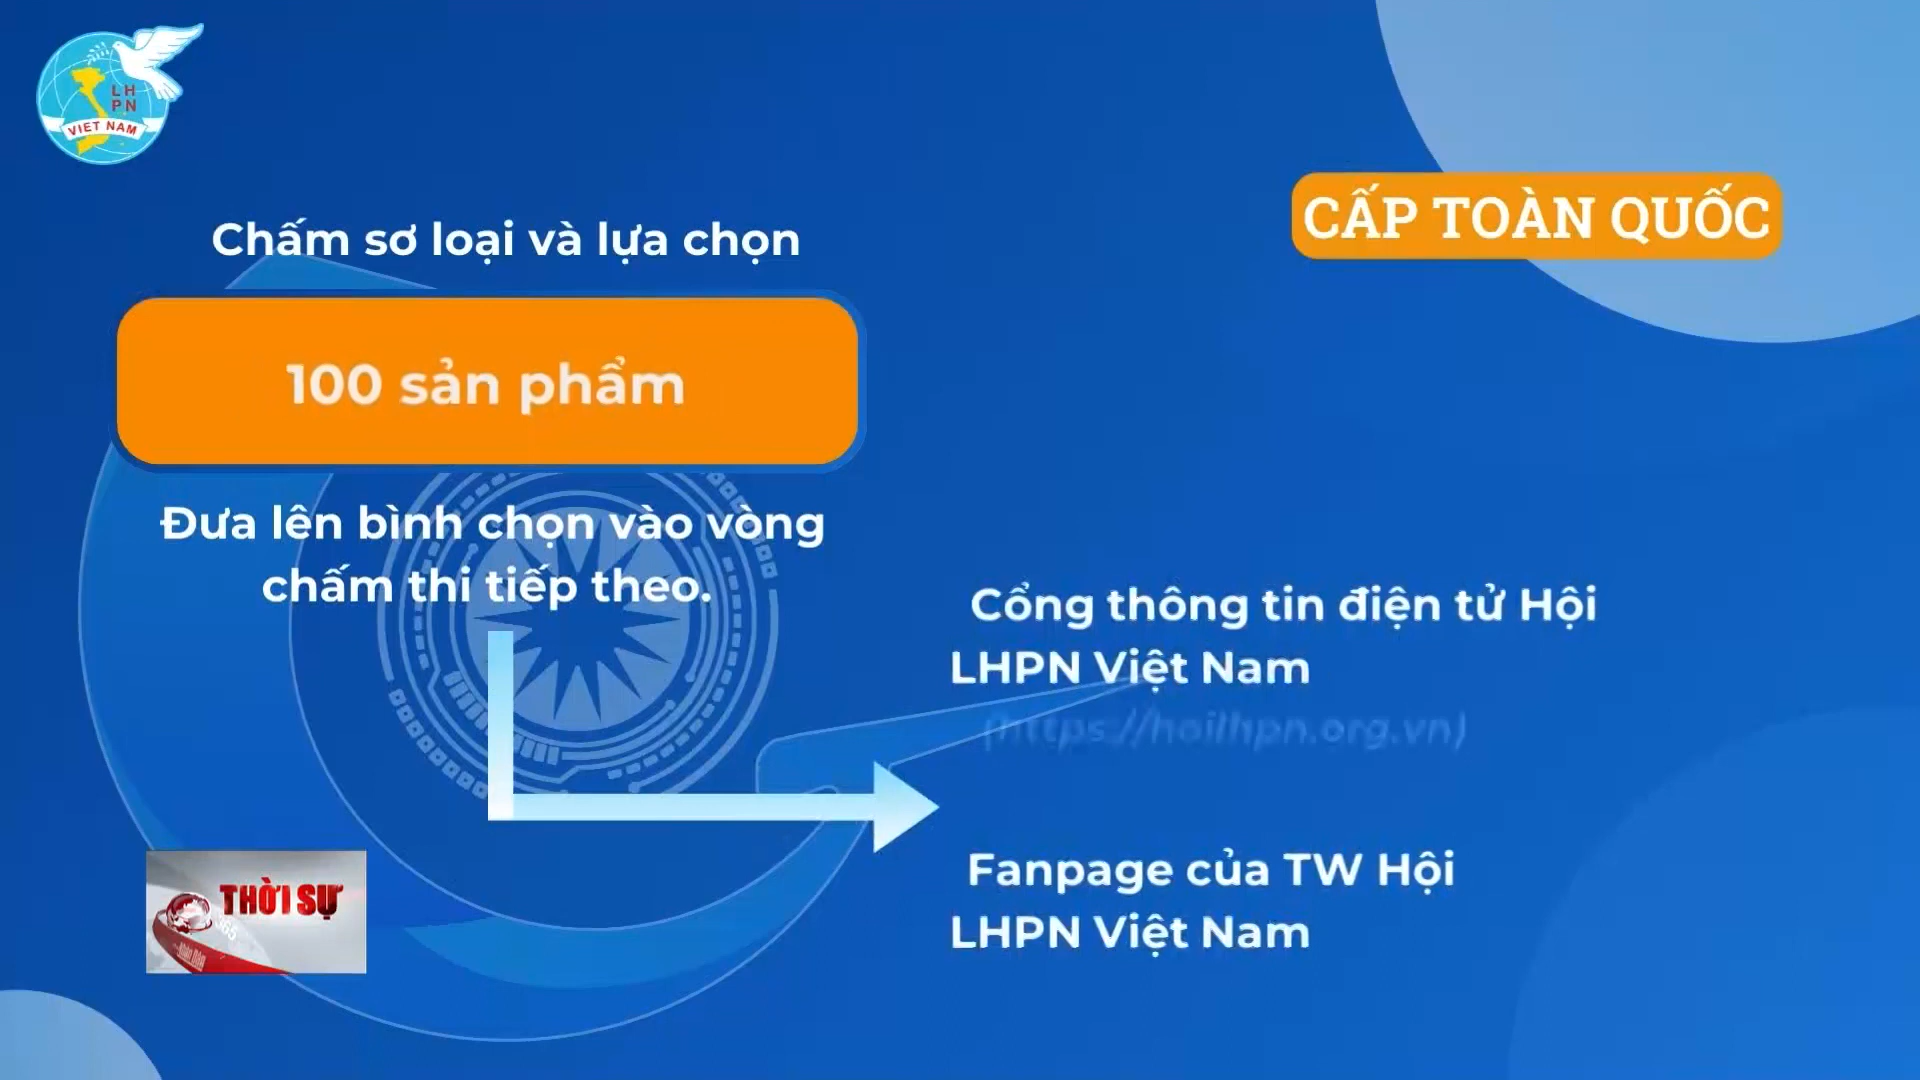 LH
PN
VIET NAM
CẤP TOÀN QUỐC
Chấm sơ loại và lựa chọn
100 sản phẩm
Đưa lên bình chọn vào vòng
chấm thi tiếp theo.
Cổng thông tin điện tử Hội
LHPN Việt Nam
(https://hoilhpn.org.vn)
Fanpage của TW Hội
LHPN Việt Nam
THỜI SỰ
365